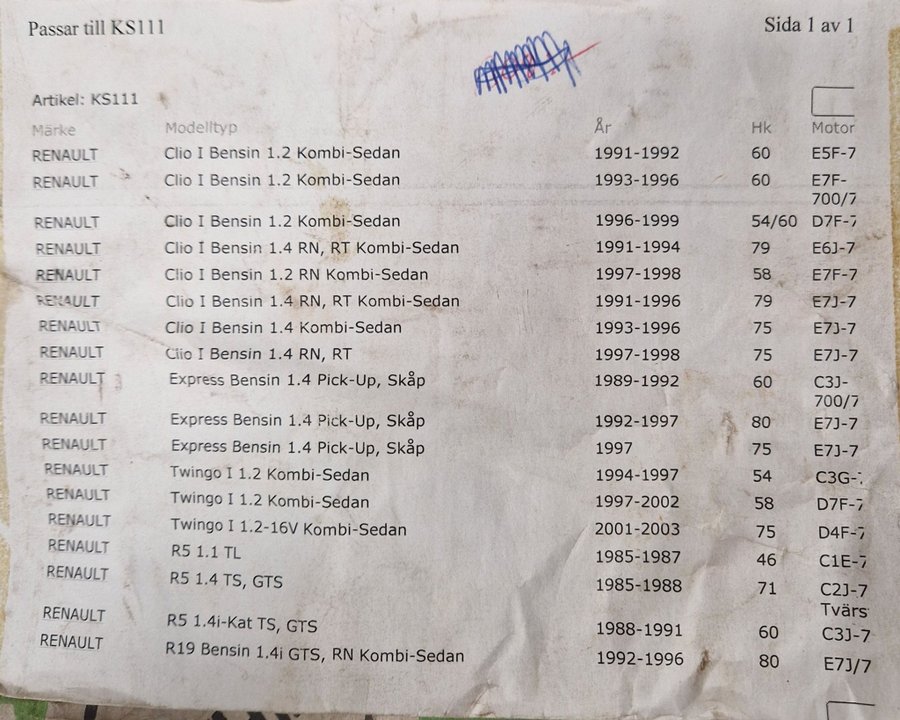 Passar till KS111 Sida 1 av 1
Artikel: KS111
Märke Modelltyp År Hk Motor
RENAULT Clio I Bensin 1.2 Kombi-Sedan 1991-1992 60 E5F-7
RENAULT Clio I Bensin 1.2 Kombi-Sedan 1993-1996 60 E7F-
700/7
RENAULT Clio I Bensin 1.2 Kombi-Sedan 1996-1999 54/60 D7F-7
RENAULT Clio I Bensin 1.4 RN, RT Kombi-Sedan 1991-1994 79 E6J-7
RENAULT Clio I Bensin 1.2 RN Kombi-Sedan 1997-1998 58 E7F-7
RENAULT Clio I Bensin 1.4 RN, RT Kombi-Sedan 1991-1996 79 E7J-7
RENAULT Clio I Bensin 1.4 Kombi-Sedan 1993-1996 75 E7J-7
RENAULT Clio I Bensin 1.4 RN, RT 1997-1998 75 E7J-7
RENAULT Express Bensin 1.4 Pick-Up, Skåp 1989-1992 60 C3J-
700/7
RENAULT Express Bensin 1.4 Pick-Up, Skåp 1992-1997 80 E7J-7
RENAULT Express Bensin 1.4 Pick-Up, Skåp 1997 75 E7J-7
RENAULT Twingo I 1.2 Kombi-Sedan 1994-1997 54 C3G-
RENAULT Twingo I 1.2 Kombi-Sedan 1997-2002 58 D7F-7
RENAULT Twingo I 1.2-16V Kombi-Sedan 2001-2003 75 D4F-7
RENAULT R5 1.1 TL 1985-1987 46 C1E-7
RENAULT R5 1.4 TS, GTS 1985-1988 71 C2J-7
Tvärs
RENAULT R5 1.4i-Kat TS, GTS 1988-1991 60 C3J-7
RENAULT R19 Bensin 1.4i GTS, RN Kombi-Sedan 1992-1996 80 E7J/7